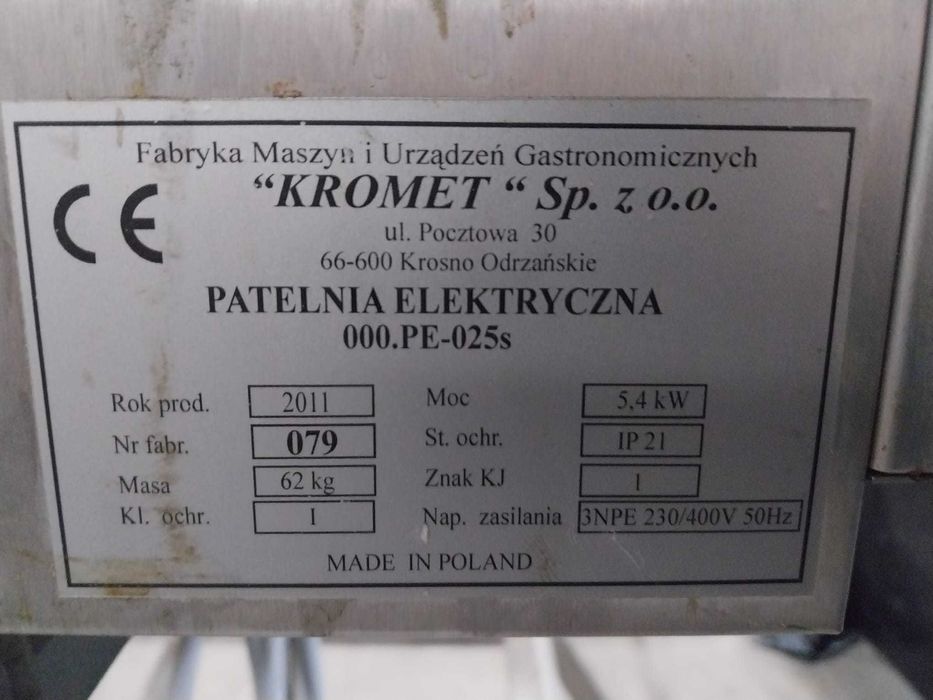 Fabryka Maszyn i Urządzeń Gastronomicznych
CE
“KROMET “ Sp. z o.o.
ul. Pocztowa 30
66-600 Krosno Odrzańskie
PATELNIA ELEKTRYCZNA
000.PE-025s
Rok prod. 2011 Moc 5,4 kW
Nr fabr. 079 St. ochr. IP 21
Masa 62 kg Znak KJ 1
Kl. ochr. I Nap. zasilania 3NPE 230/400V 50Hz
MADE IN POLAND